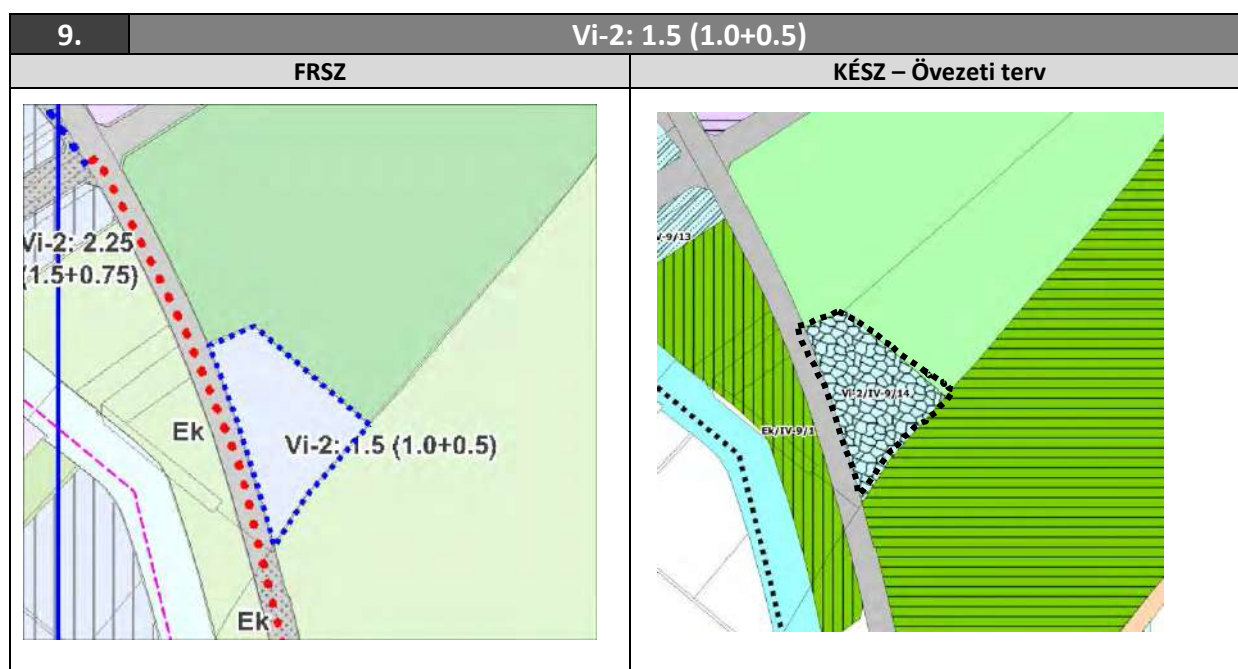 9.
Vi-2: 1.5 (1.0+0.5)
FRSZ
KÉSZ – Övezeti terv
Vi-2: 2.25
(1.5+0.75)
Ek
Vi-2: 1.5 (1.0+0.5)
Ek
V-9/13
Vi-2/IV-9/14
Ek/IV-9/1